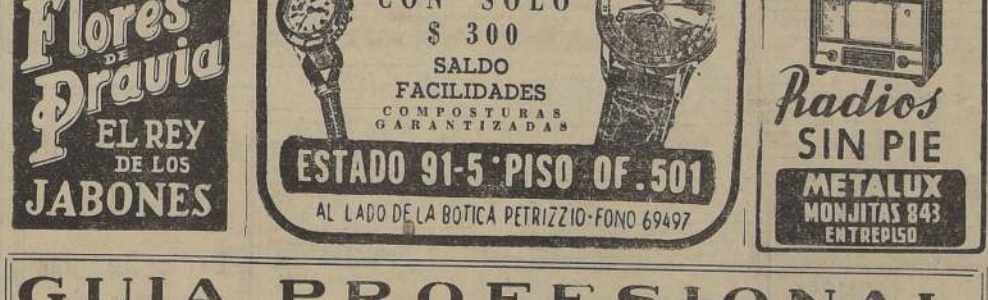 Flores
DE
Pravia
EL REY
DE LOS
JABONES
CON SOLO
$ 300
SALDO
FACILIDADES
COMPOSTURAS
GARANTIZADAS
ESTADO 91-5°PISO OF.501
AL LADO DE LA BOTICA PETRIZZIO-FONO 69497
Radios
SIN PIE
METALUX
MONJITAS 843
ENTREPISO
GUIA PROFESIONAL